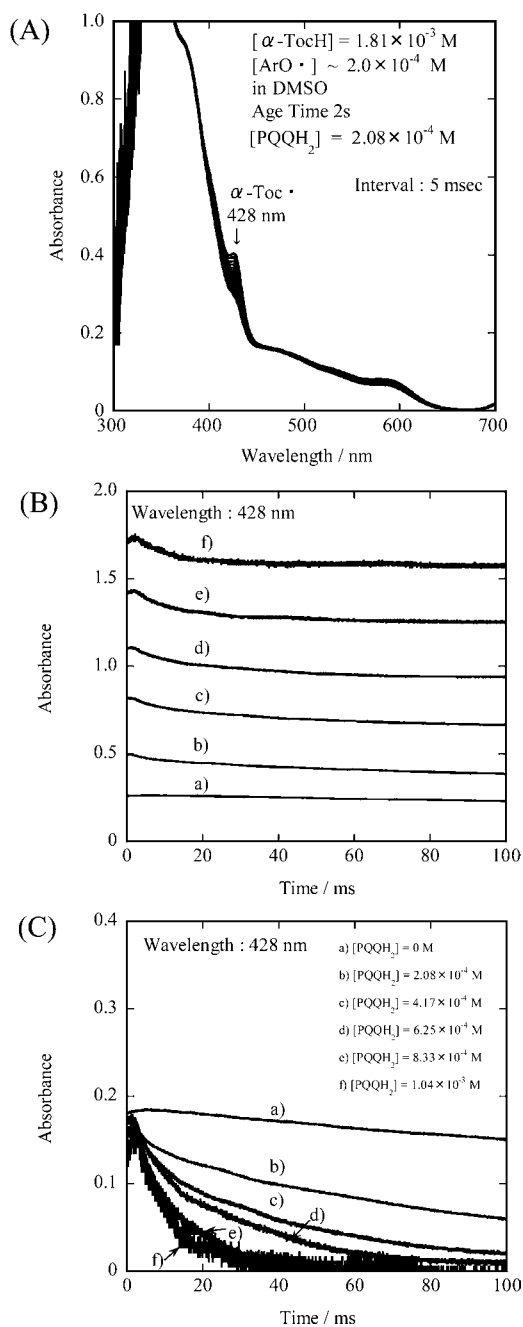 (A)
[α-TocH] = 1.81×10⁻³ M
[ArO・] ~ 2.0×10⁻⁴ M
in DMSO
Age Time 2s
[PQQH₂] = 2.08×10⁻⁴ M
Interval : 5 msec
α-Toc・
428 nm
↓
1.0
0.8
0.6
0.4
0.2
0
Absorbance
300
400
500
600
700
Wavelength / nm
(B)
Wavelength : 428 nm
f)
e)
d)
c)
b)
a)
2.0
1.5
1.0
0.5
0
Absorbance
0
20
40
60
80
100
Time / ms
(C)
Wavelength : 428 nm
a) [PQQH₂] = 0 M
b) [PQQH₂] = 2.08×10⁻⁴ M
c) [PQQH₂] = 4.17×10⁻⁴ M
d) [PQQH₂] = 6.25×10⁻⁴ M
e) [PQQH₂] = 8.33×10⁻⁴ M
f) [PQQH₂] = 1.04×10⁻³ M
a)
b)
c)
d)
e)
f)
0.4
0.3
0.2
0.1
0
Absorbance
0
20
40
60
80
100
Time / ms